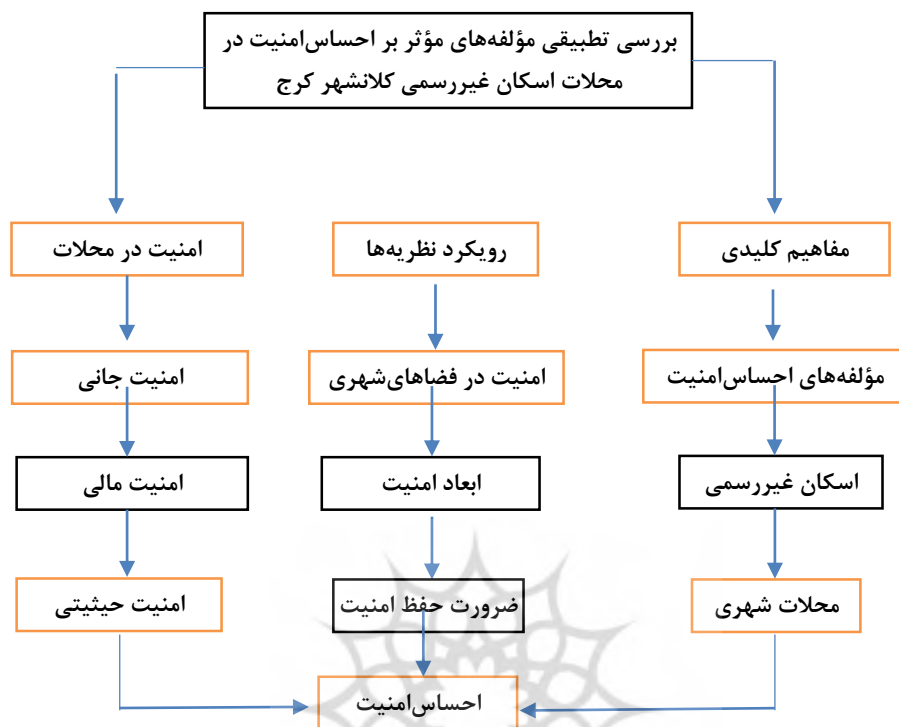 بررسی تطبیقی مؤلفه‌های مؤثر بر احساس‌امنیت در
محلات اسکان غیررسمی کلانشهر کرج
مفاهیم کلیدی
رویکرد نظریه‌ها
امنیت در محلات
مؤلفه‌های احساس‌امنیت
امنیت در فضاهای‌شهری
امنیت جانی
اسکان غیررسمی
ابعاد امنیت
امنیت مالی
محلات شهری
ضرورت حفظ امنیت
امنیت حیثیتی
احساس‌امنیت